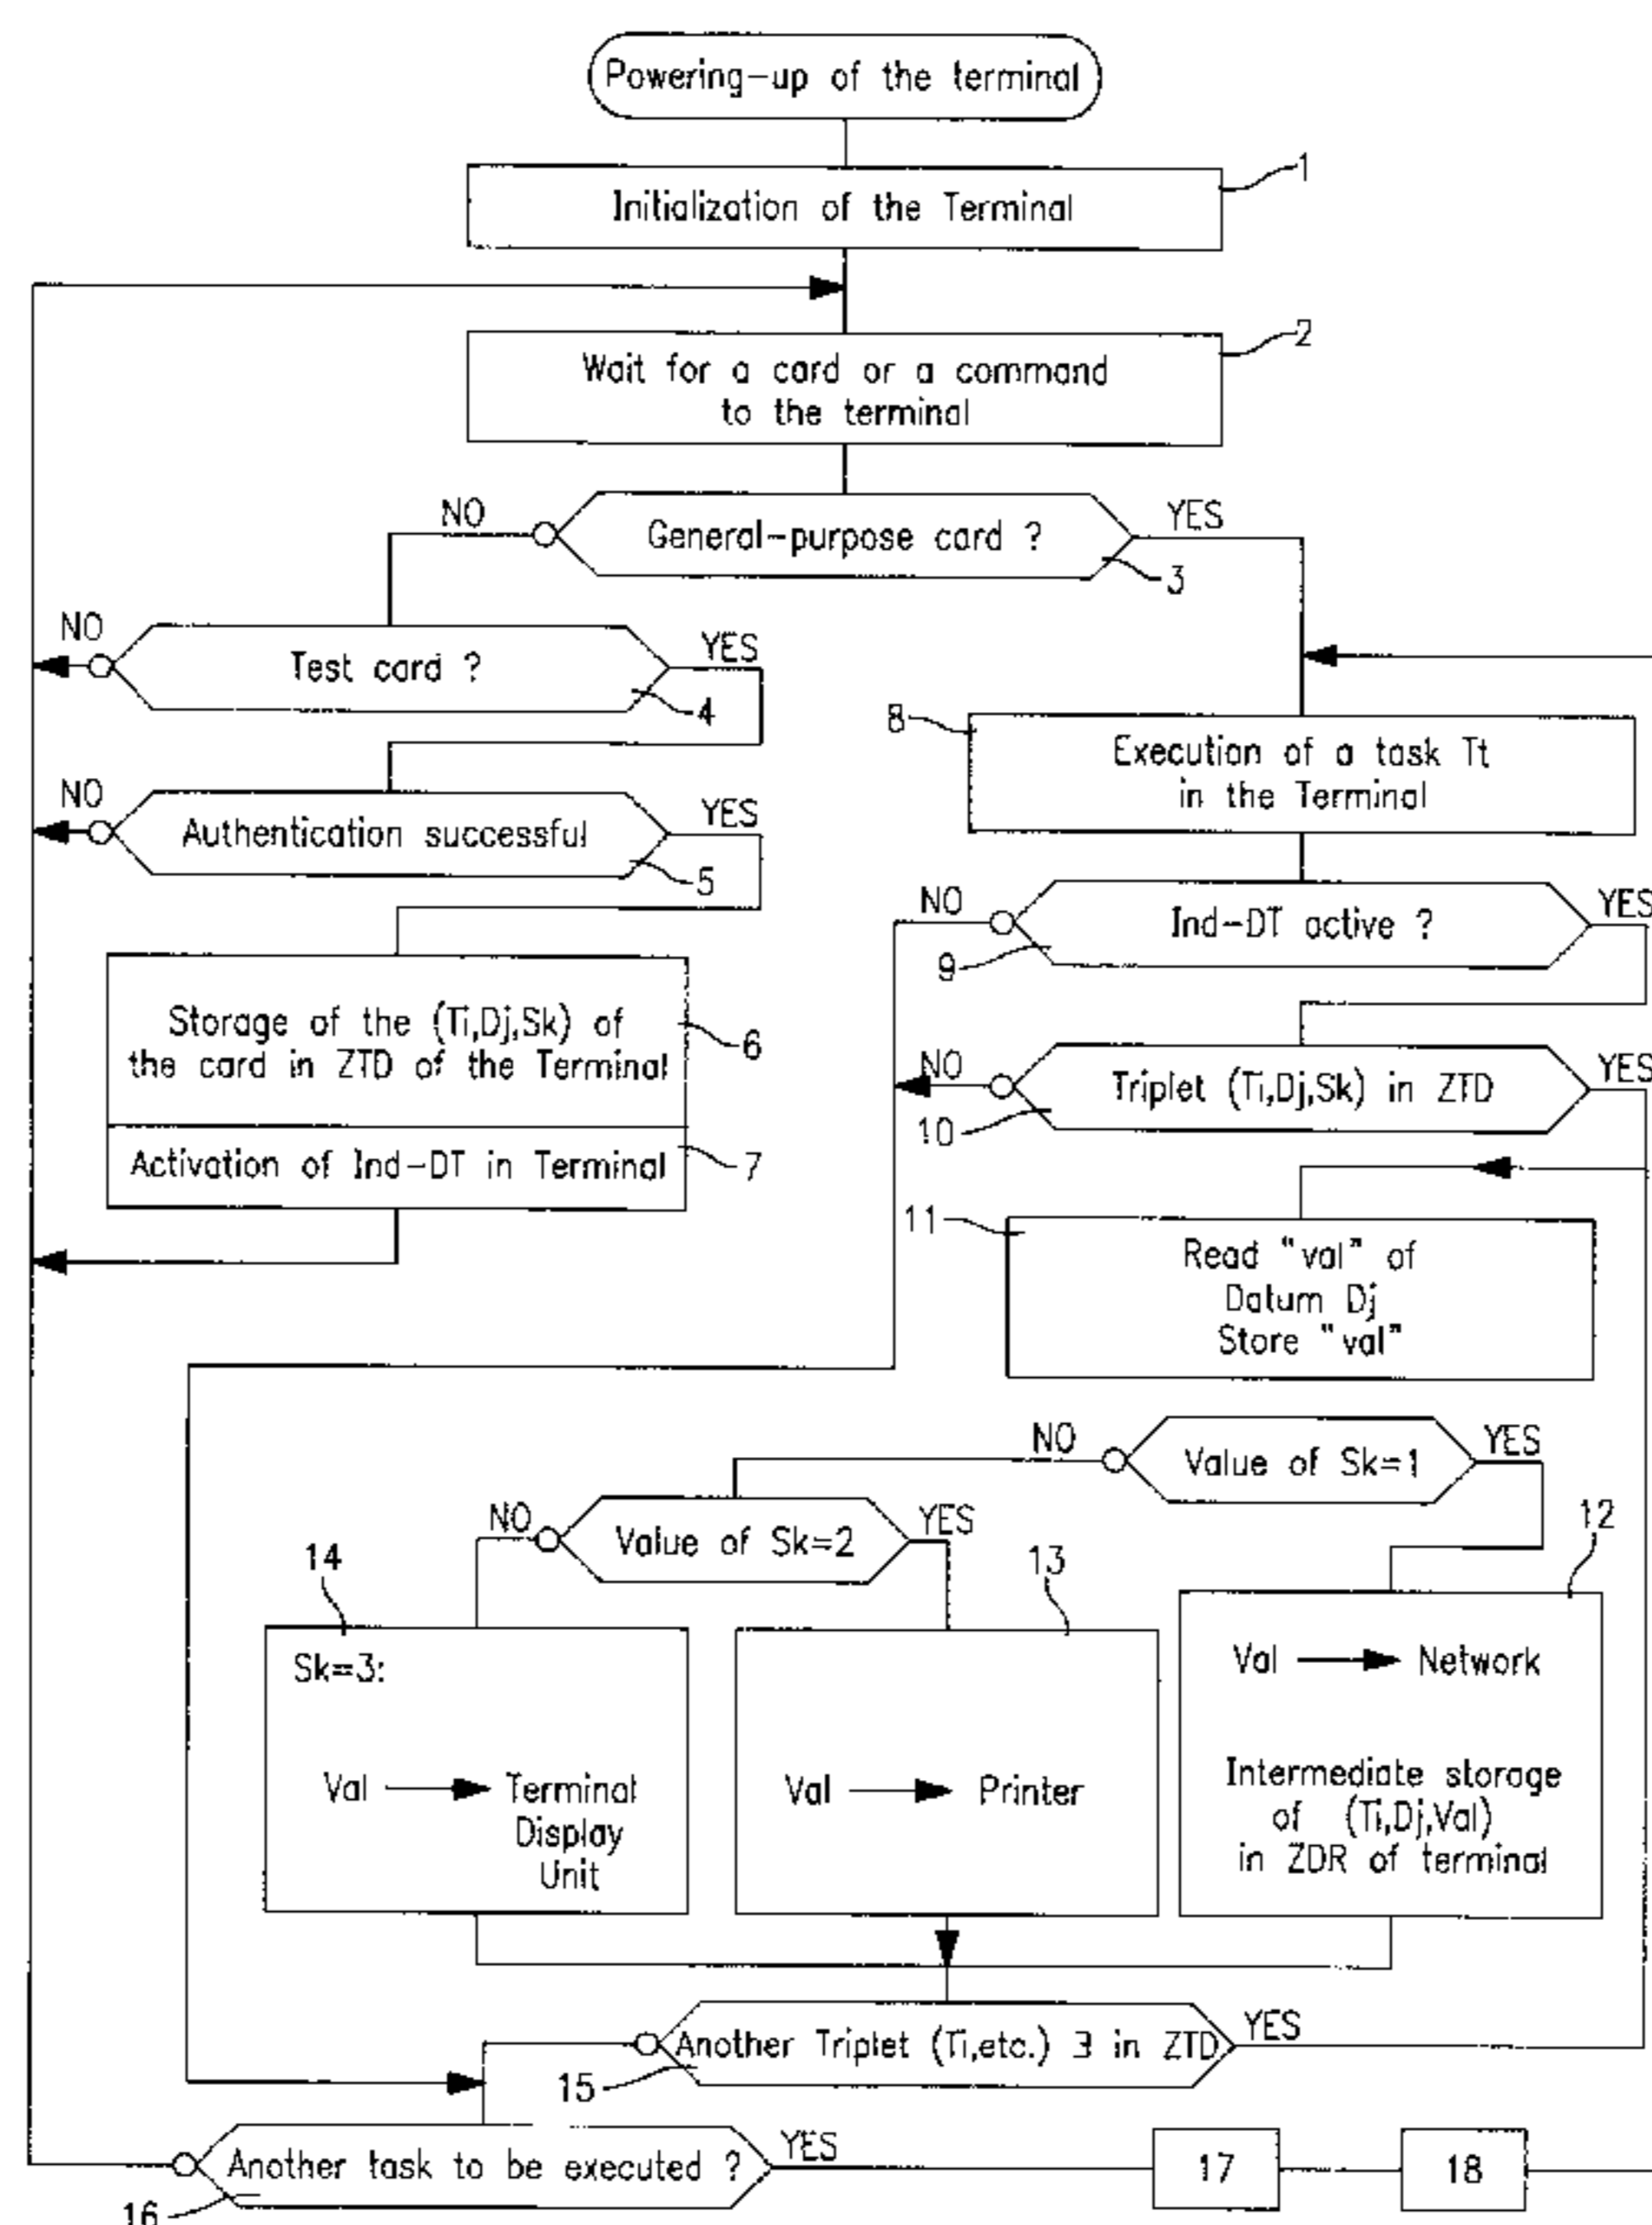 Powering-up of the terminal
1
Initialization of the Terminal
2
Wait for a card or a command
to the terminal
NO
General-purpose card ?
YES
3
NO
Test card ?
YES
4
NO
Authentication successful
YES
5
8
Execution of a task Tt
in the Terminal
NO
Ind-DT active ?
YES
9
Storage of the (Ti,Dj,Sk) of
the card in ZTD of the Terminal
6
Activation of Ind-DT in Terminal
7
NO
Triplet (Ti,Dj,Sk) in ZTD
YES
10
11
Read "val" of
Datum Dj
Store "val"
NO
Value of Sk=1
YES
NO
Value of Sk=2
YES
12
14
13
Sk=3:
Val
Terminal
Display
Unit
Val
Printer
Val
Network
Intermediate storage
of (Ti,Dj,Val)
in ZDR of terminal
Another Triplet (Ti,etc.) ∃ in ZTD
YES
15
Another task to be executed ?
YES
16
17
18